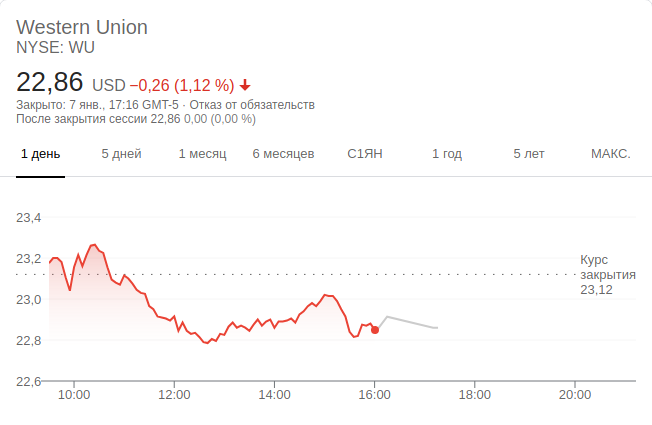 Western Union
NYSE: WU
22,86 USD −0,26 (1,12 %)
Закрыто: 7 янв., 17:16 GMT-5 · Отказ от обязательств
После закрытия сессии 22,86 0,00 (0,00 %)
1 день 5 дней 1 месяц 6 месяцев С1ЯН 1 год 5 лет МАКС.
23,4
23,2
23,0
22,8
22,6
Курс
закрытия
23,12
10:00 12:00 14:00 16:00 18:00 20:00